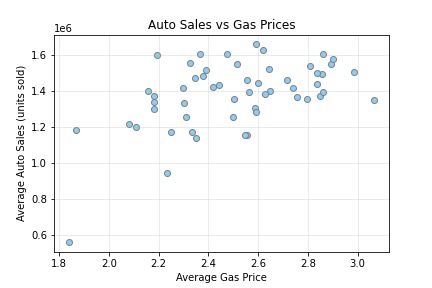 Auto Sales vs Gas Prices
1e6
1.6
1.4
1.2
1.0
0.8
0.6
Average Auto Sales (units sold)
1.8 2.0 2.2 2.4 2.6 2.8 3.0
Average Gas Price